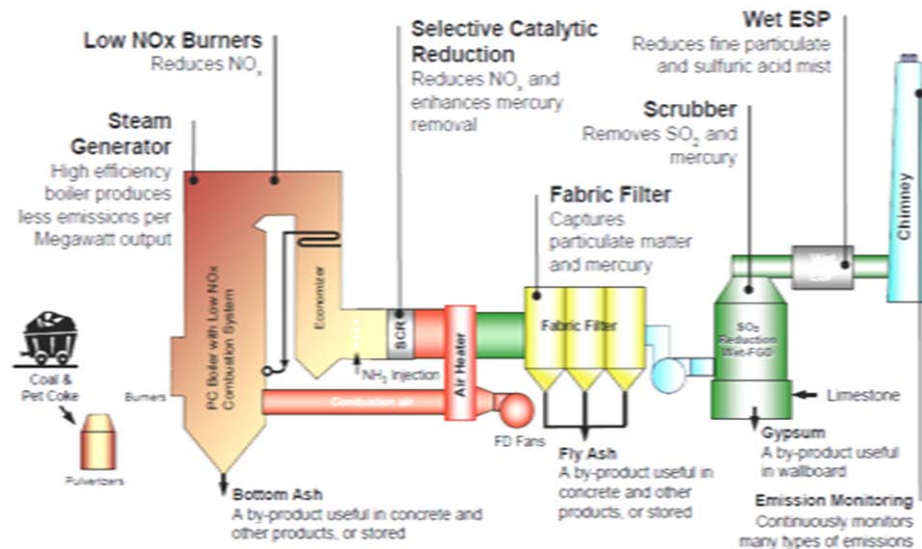 Low NOx Burners
Reduces NOx
Selective Catalytic
Reduction
Reduces NOx and
enhances mercury
removal
Wet ESP
Reduces fine particulate
and sulfuric acid mist
Steam
Generator
High efficiency
boiler produces
less emissions per
Megawatt output
Scrubber
Removes SO2 and
mercury
Fabric Filter
Captures
particulate matter
and mercury
Chimney
PC Boiler with Low NOx
Combustion System
Economizer
SCR
Air Heater
Fabric Filter
SO2
Reduction
Wet-FGD
Coal &
Pet Coke
Burners
NH3 Injection
Combustion air
Limestone
Pulverizers
FD Fans
Bottom Ash
A by-product useful in concrete and
other products, or stored
Fly Ash
A by-product useful in
concrete and other
products, or stored
Gypsum
A by-product useful
in wallboard
Emission Monitoring
Continuously monitors
many types of emissions